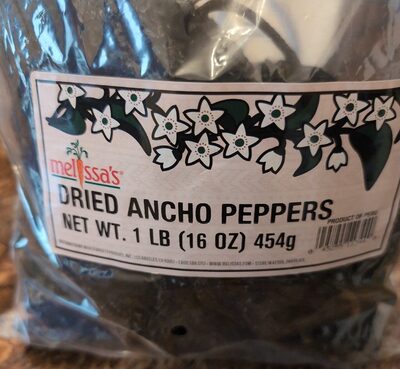 melissa's®
DRIED ANCHO PEPPERS
NET WT. 1 LB (16 OZ) 454g
PRODUCT OF PERU